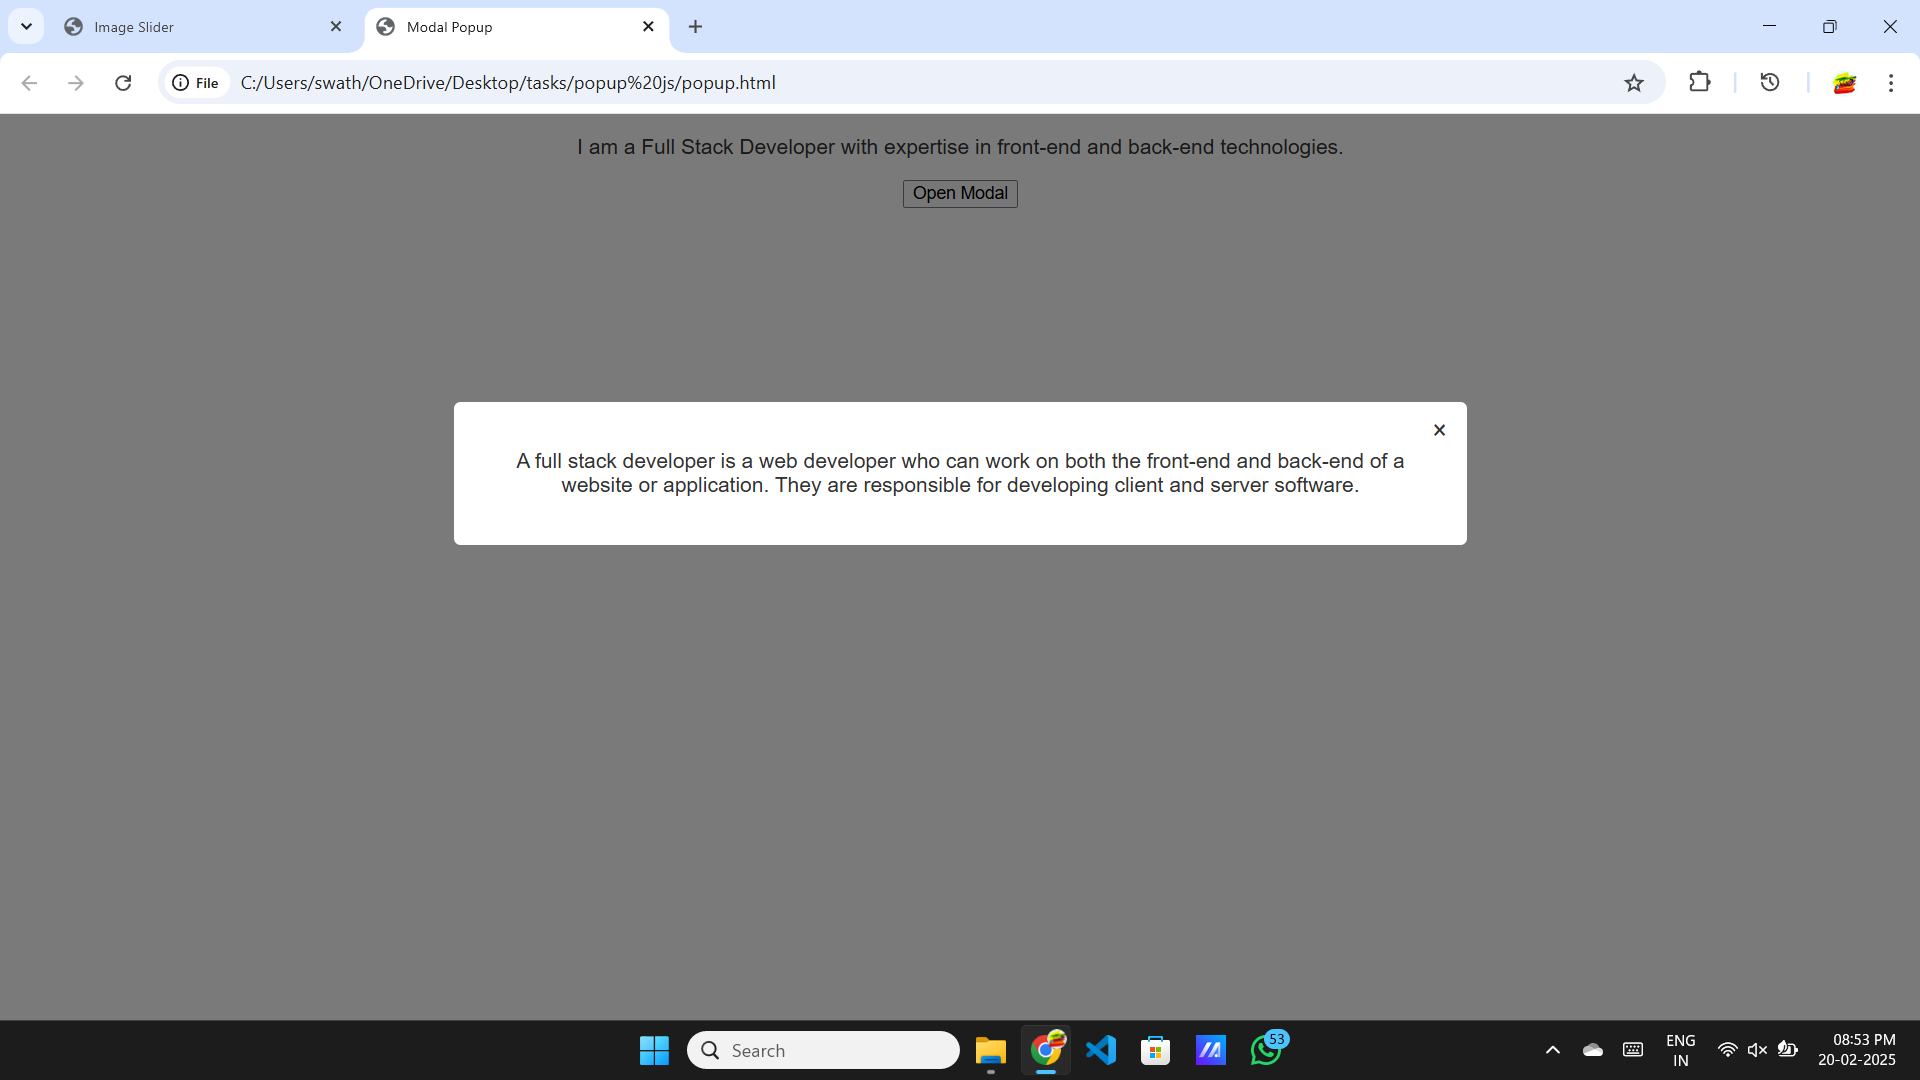 Image Slider
Modal Popup
File
C:/Users/swath/OneDrive/Desktop/tasks/popup%20js/popup.html
I am a Full Stack Developer with expertise in front-end and back-end technologies.
Open Modal
×
A full stack developer is a web developer who can work on both the front-end and back-end of a
website or application. They are responsible for developing client and server software.
Search
53
ENG
IN
08:53 PM
20-02-2025